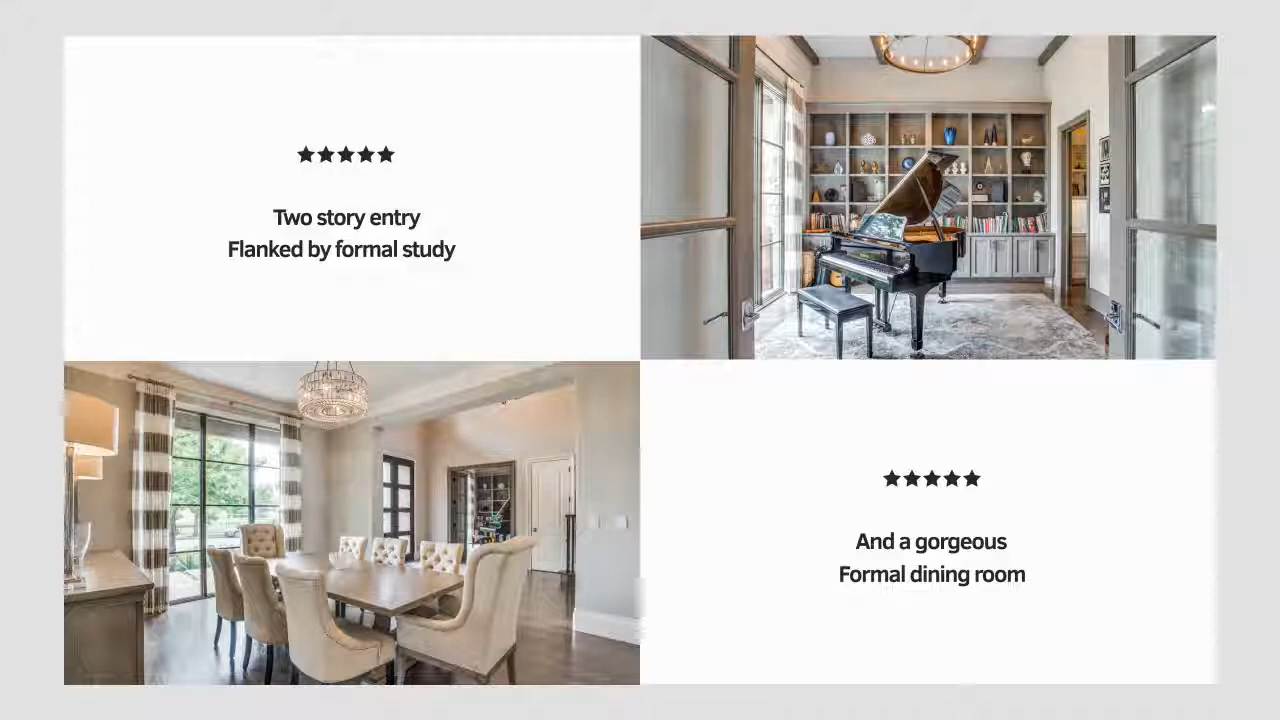 Two story entry
Flanked by formal study
And a gorgeous
Formal dining room